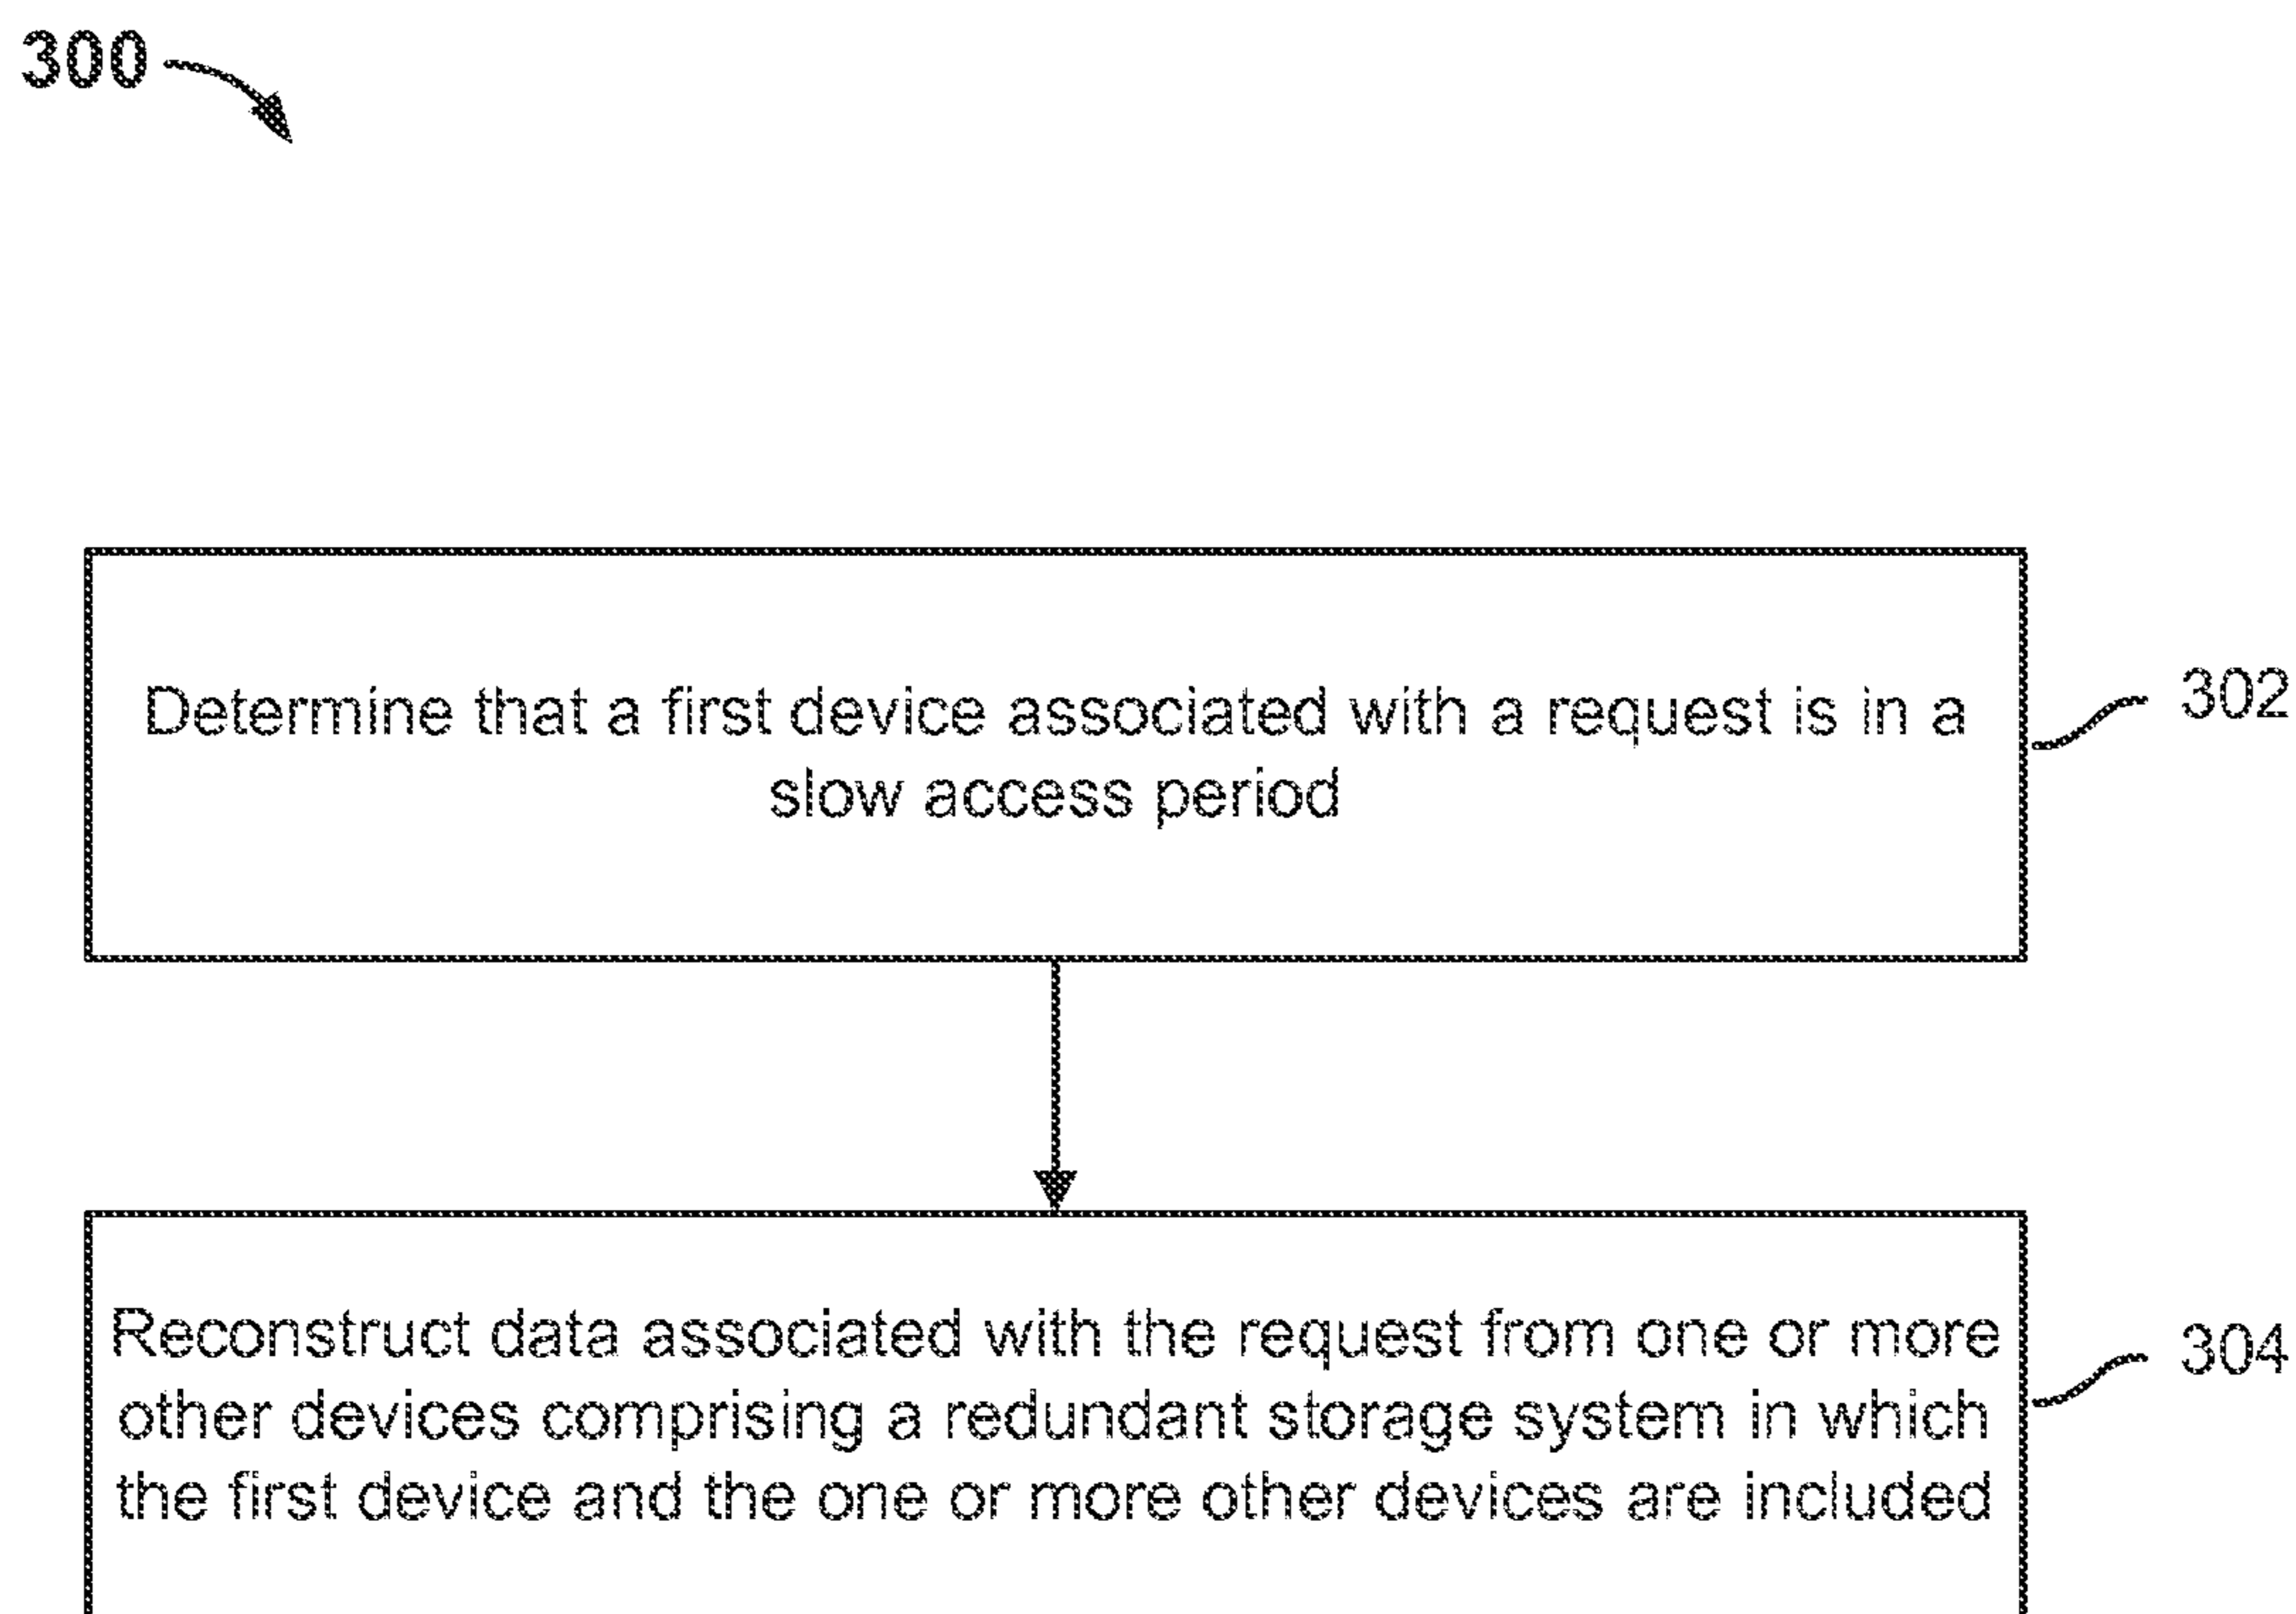 300
Determine that a first device associated with a request is in a
slow access period
302
Reconstruct data associated with the request from one or more
other devices comprising a redundant storage system in which
the first device and the one or more other devices are included
304